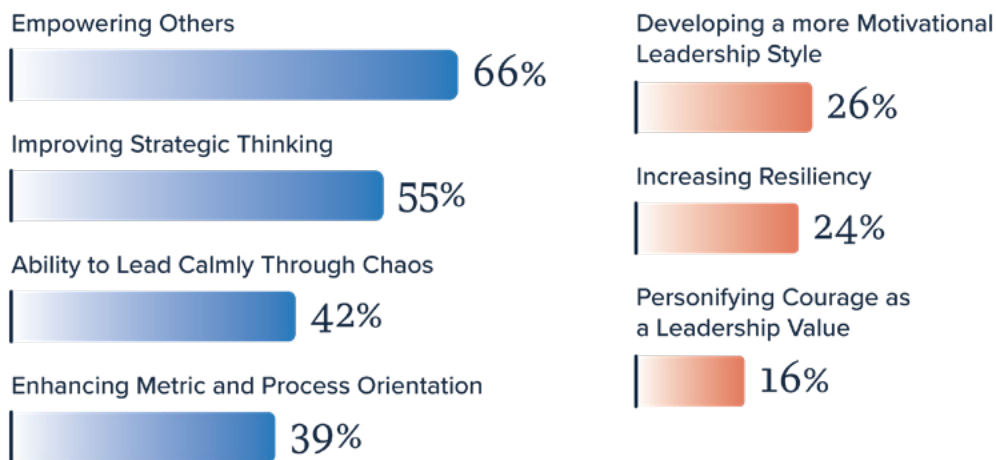 Empowering Others
66%
Improving Strategic Thinking
55%
Ability to Lead Calmly Through Chaos
42%
Enhancing Metric and Process Orientation
39%
Developing a more Motivational
Leadership Style
26%
Increasing Resiliency
24%
Personifying Courage as
a Leadership Value
16%